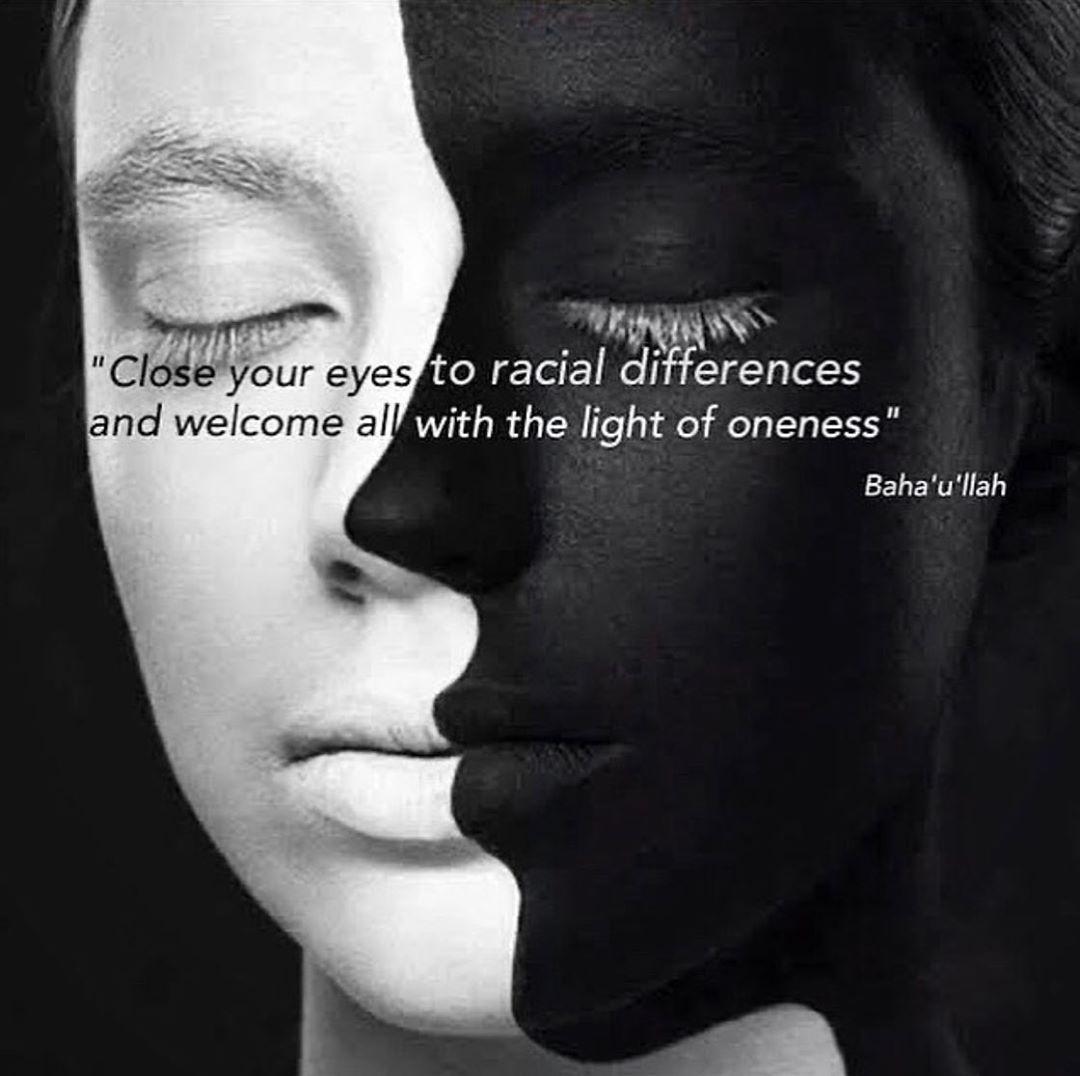 "Close your eyes to racial differences
and welcome all with the light of oneness"
Baha'u'llah